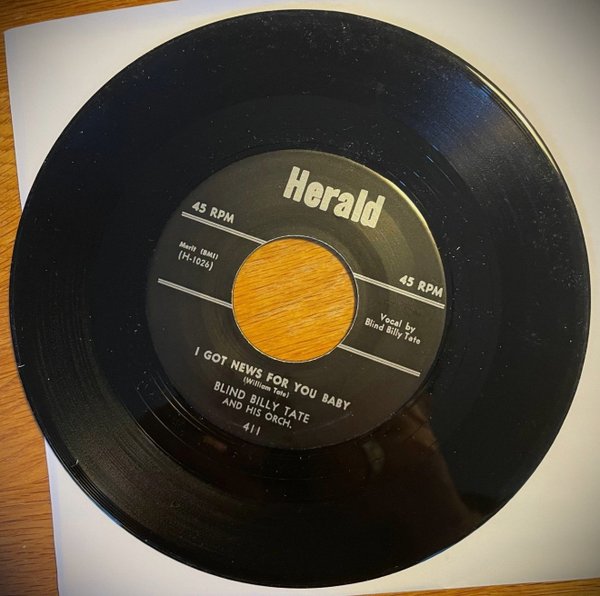 Herald
45 RPM
45 RPM
Merit (BMI)
(H-1026)
Vocal by
Blind Billy Tate
I GOT NEWS FOR YOU BABY
(William Tate)
BLIND BILLY TATE
AND HIS ORCH.
411